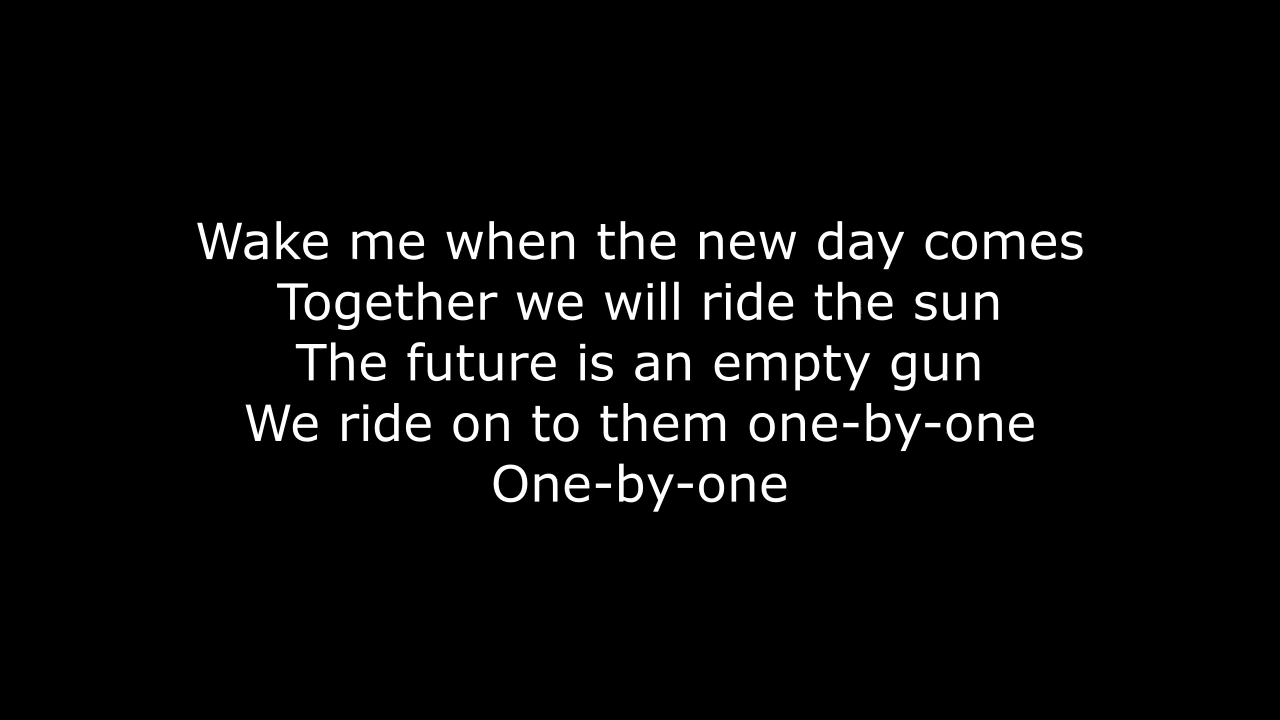 Wake me when the new day comes
Together we will ride the sun
The future is an empty gun
We ride on to them one-by-one
One-by-one